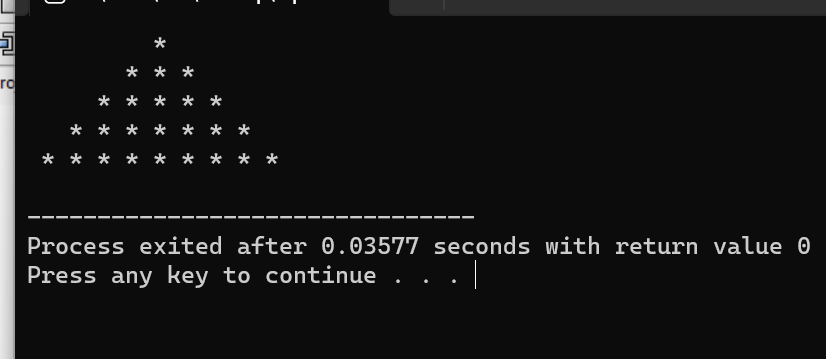 *
* * *
* * * * *
* * * * * * *
* * * * * * * * *
--------------------------------
Process exited after 0.03577 seconds with return value 0
Press any key to continue . . .